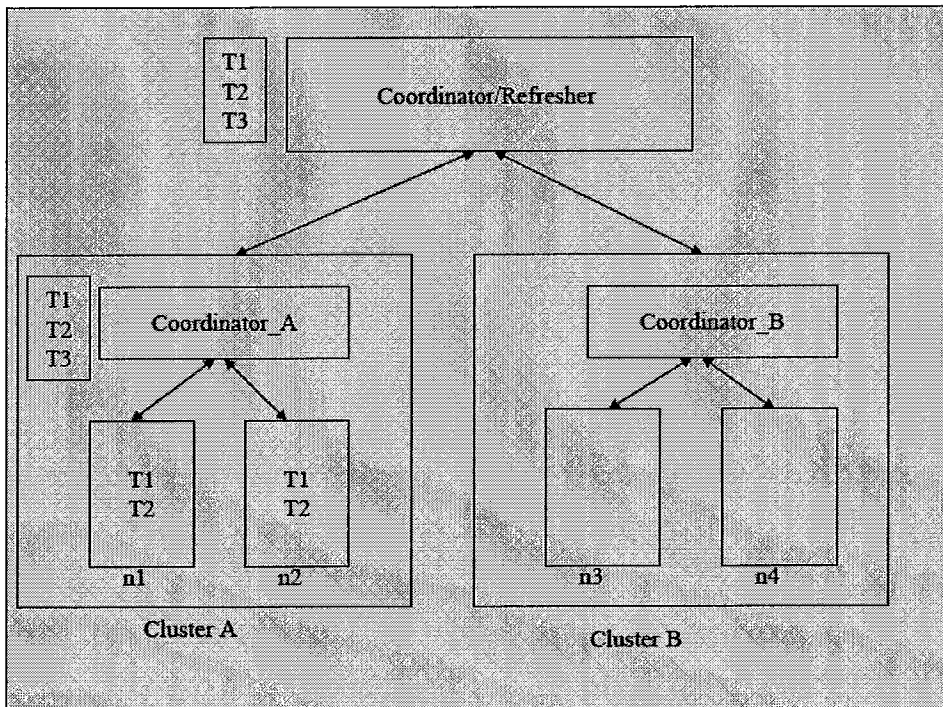 T1
T2
T3
Coordinator/Refresher
T1
T2
T3
Coordinator_A
T1
T2
T1
T2
n1
n2
Cluster A
Coordinator_B
n3
n4
Cluster B